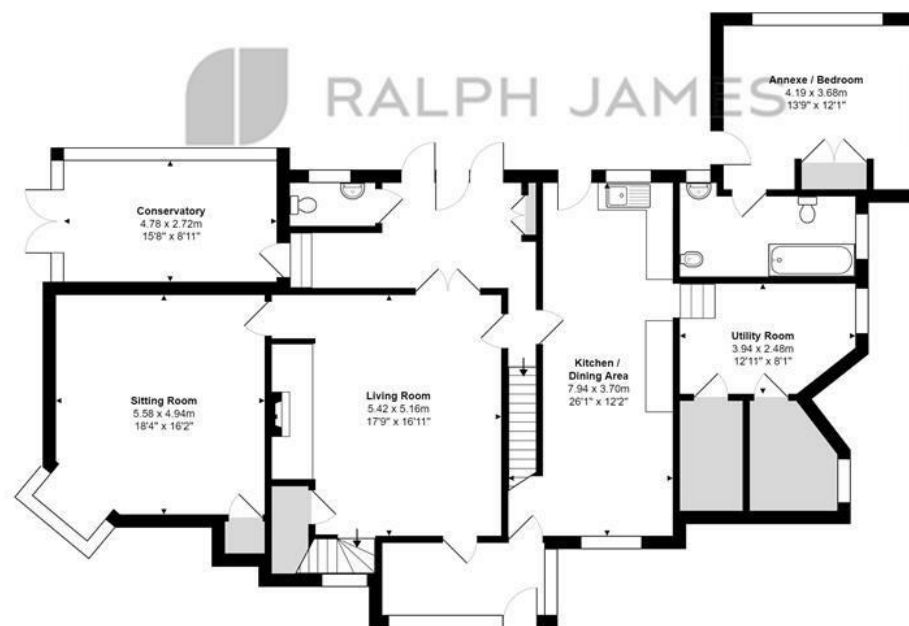 RALPH JAMES
Annexe / Bedroom
4.19 x 3.68m
13'9" x 12'1"
Conservatory
4.78 x 2.72m
15'8" x 8'11"
Utility Room
3.94 x 2.48m
12'11" x 8'1"
Kitchen /
Dining Area
7.94 x 3.70m
26'1" x 12'2"
Sitting Room
5.58 x 4.94m
18'4" x 16'2"
Living Room
5.42 x 5.16m
17'9" x 16'11"